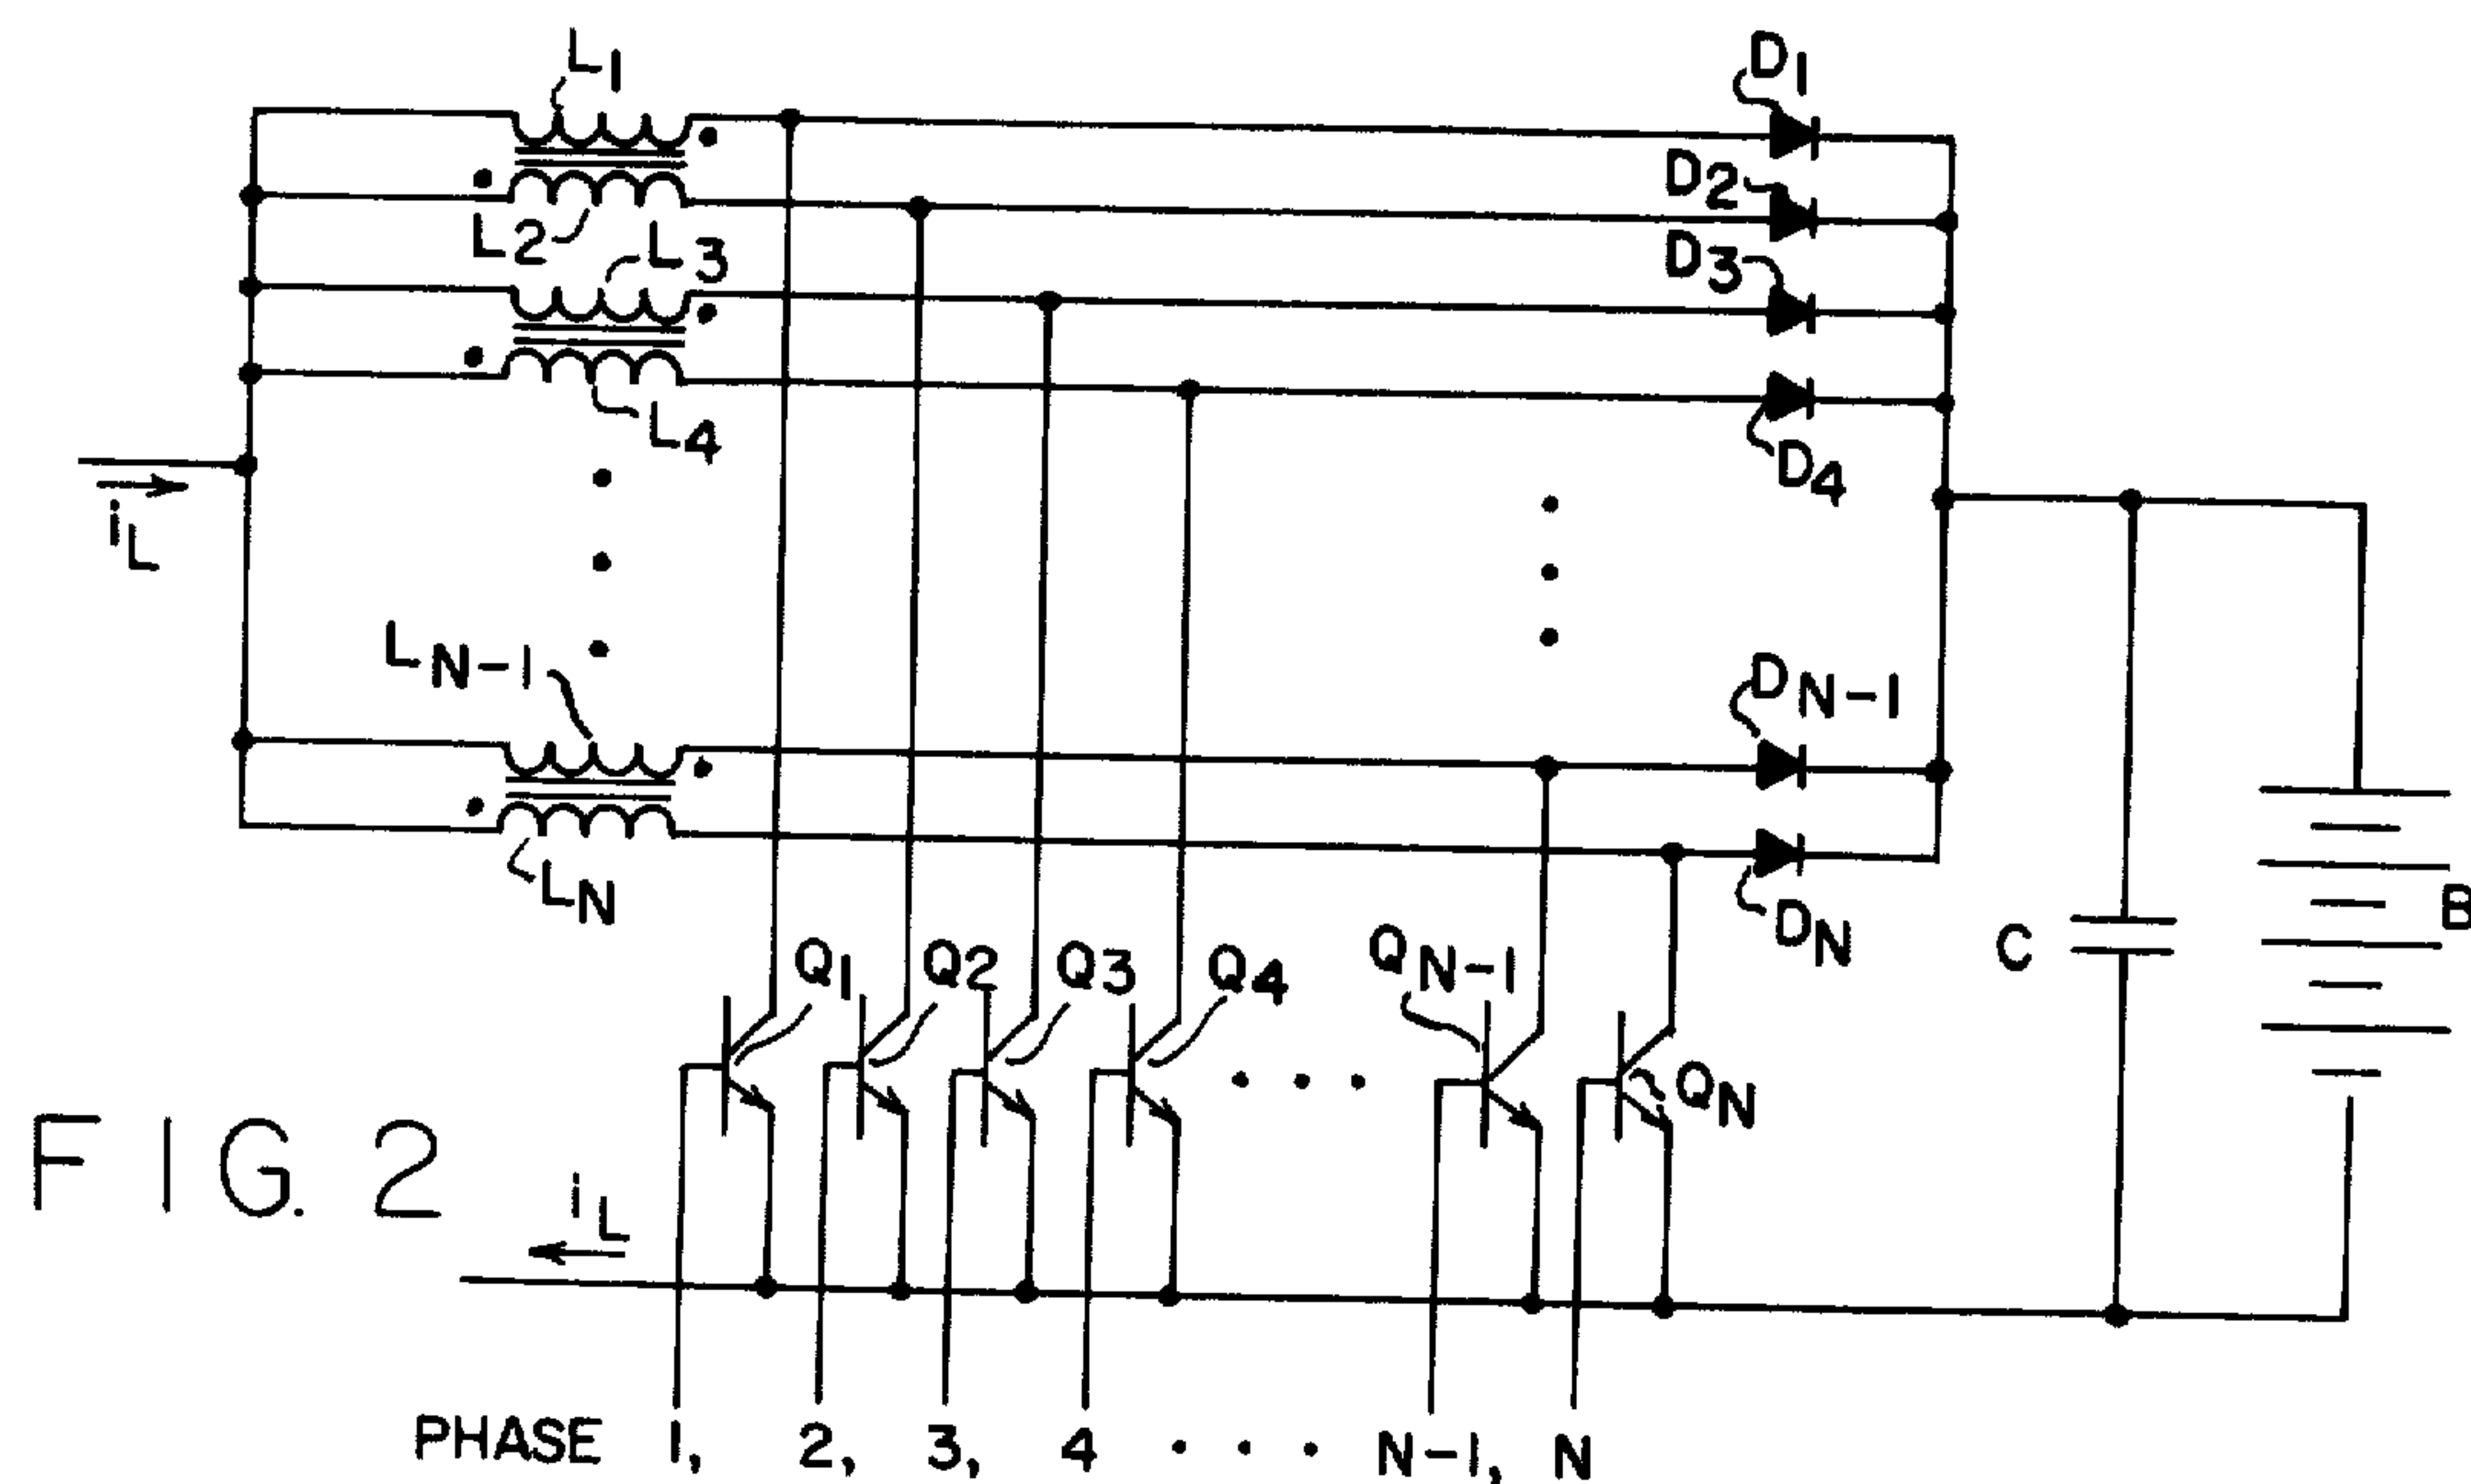 L1
D1
D2
L2
L3
D3
L4
D4
iL
LN-1
DN-1
LN
DN
B
C
Q1
Q2
Q3
Q4
QN-1
QN
FIG. 2
iL
PHASE 1, 2, 3, 4 . . . N-1, N